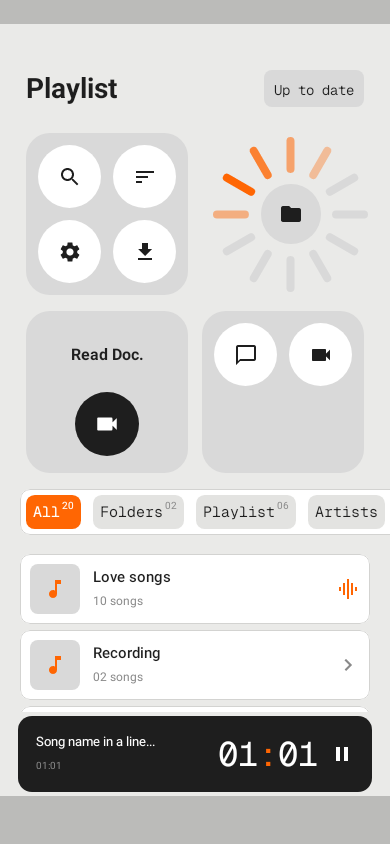 Playlist
Up to date
Read Doc.
All 20
Folders 02
Playlist 06
Artists
Love songs
10 songs
Recording
02 songs
Song name in a line...
01:01
01:01